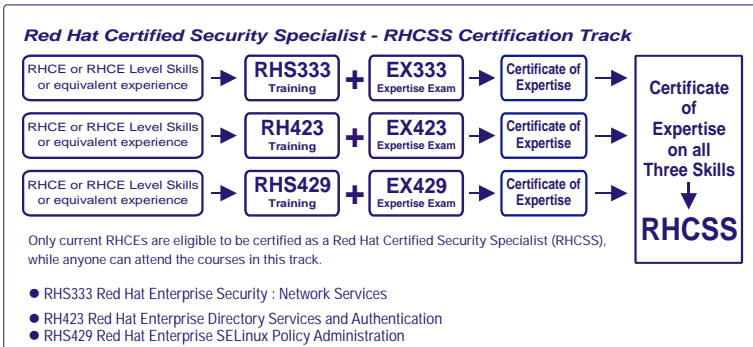 Red Hat Certified Security Specialist - RHCSS Certification Track
RHCE or RHCE Level Skills
or equivalent experience
RHS333
Training
+
EX333
Expertise Exam
Certificate of
Expertise
RHCE or RHCE Level Skills
or equivalent experience
RH423
Training
+
EX423
Expertise Exam
Certificate of
Expertise
RHCE or RHCE Level Skills
or equivalent experience
RHS429
Training
+
EX429
Expertise Exam
Certificate of
Expertise
Certificate
of
Expertise
on all
Three Skills
RHCSS
Only current RHCEs are eligible to be certified as a Red Hat Certified Security Specialist (RHCSS),
while anyone can attend the courses in this track.
● RHS333 Red Hat Enterprise Security : Network Services
● RH423 Red Hat Enterprise Directory Services and Authentication
● RHS429 Red Hat Enterprise SELinux Policy Administration